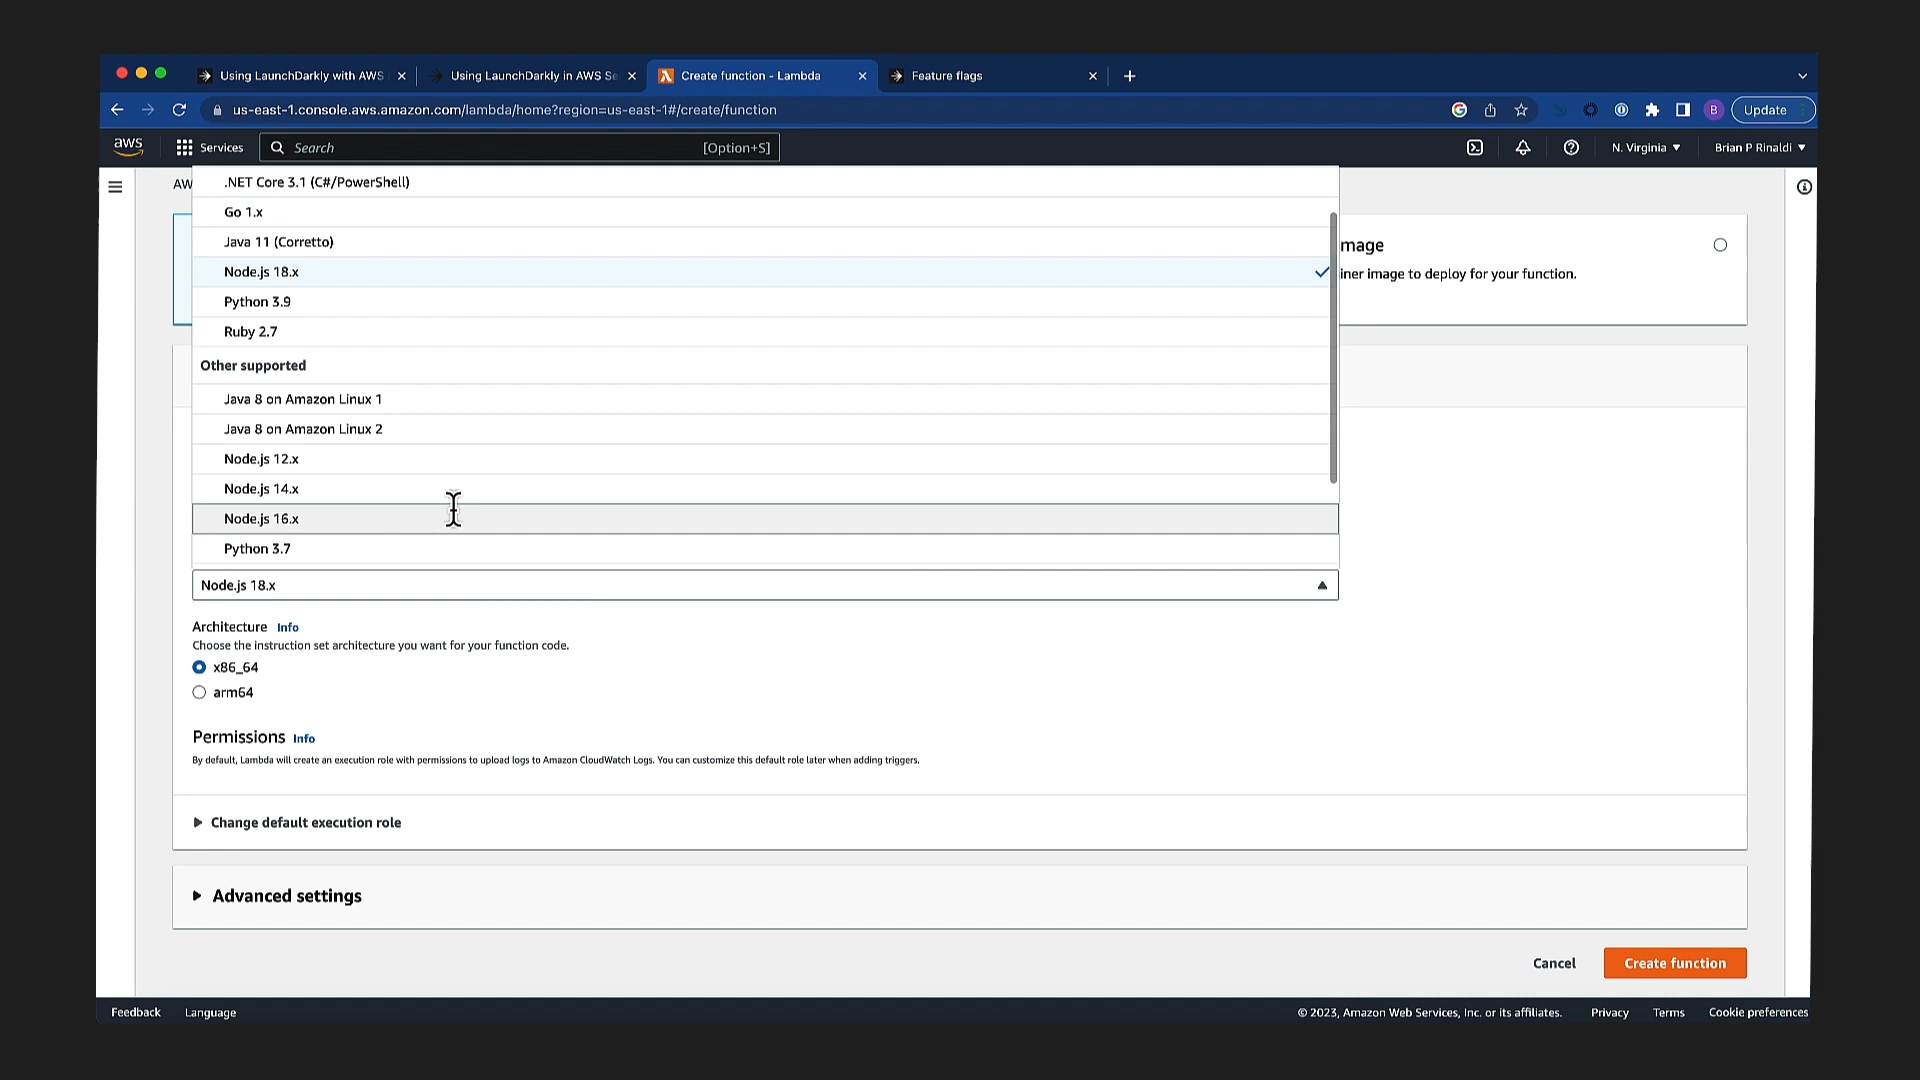 Using LaunchDarkly with AWS
Using LaunchDarkly in AWS Se
Create function - Lambda
Feature flags
us-east-1.console.aws.amazon.com/lambda/home?region=us-east-1#/create/function
B
Update
aws
Services
Search
[Option+S]
N. Virginia
Brian P Rinaldi
AW
.NET Core 3.1 (C#/PowerShell)
Go 1.x
Java 11 (Corretto)
mage
Node.js 18.x
iner image to deploy for your function.
Python 3.9
Ruby 2.7
Other supported
Java 8 on Amazon Linux 1
Java 8 on Amazon Linux 2
Node.js 12.x
Node.js 14.x
Node.js 16.x
Python 3.7
Node.js 18.x
Architecture Info
Choose the instruction set architecture you want for your function code.
x86_64
arm64
Permissions Info
By default, Lambda will create an execution role with permissions to upload logs to Amazon CloudWatch Logs. You can customize this default role later when adding triggers.
Change default execution role
Advanced settings
Cancel
Create function
Feedback
Language
© 2023, Amazon Web Services, Inc. or its affiliates.
Privacy
Terms
Cookie preferences